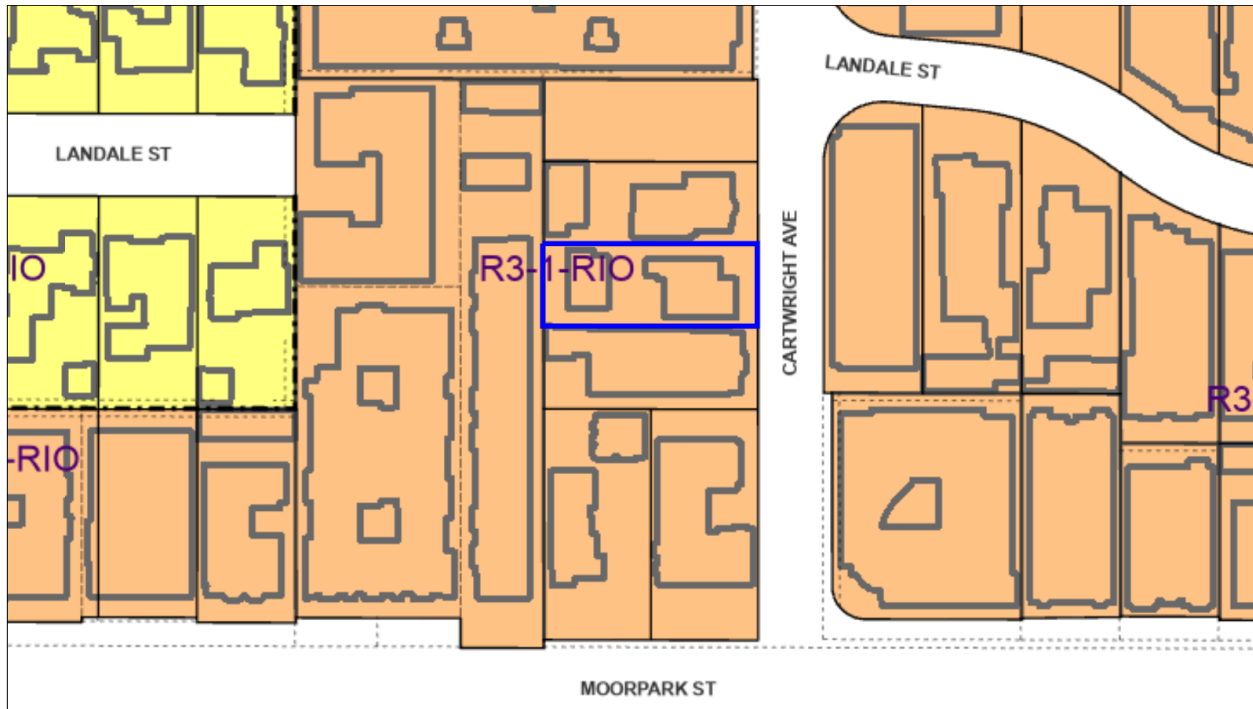 LANDALE ST
LANDALE ST
CARTWRIGHT AVE
IO
R3-1-RIO
R3
-RIO
MOORPARK ST